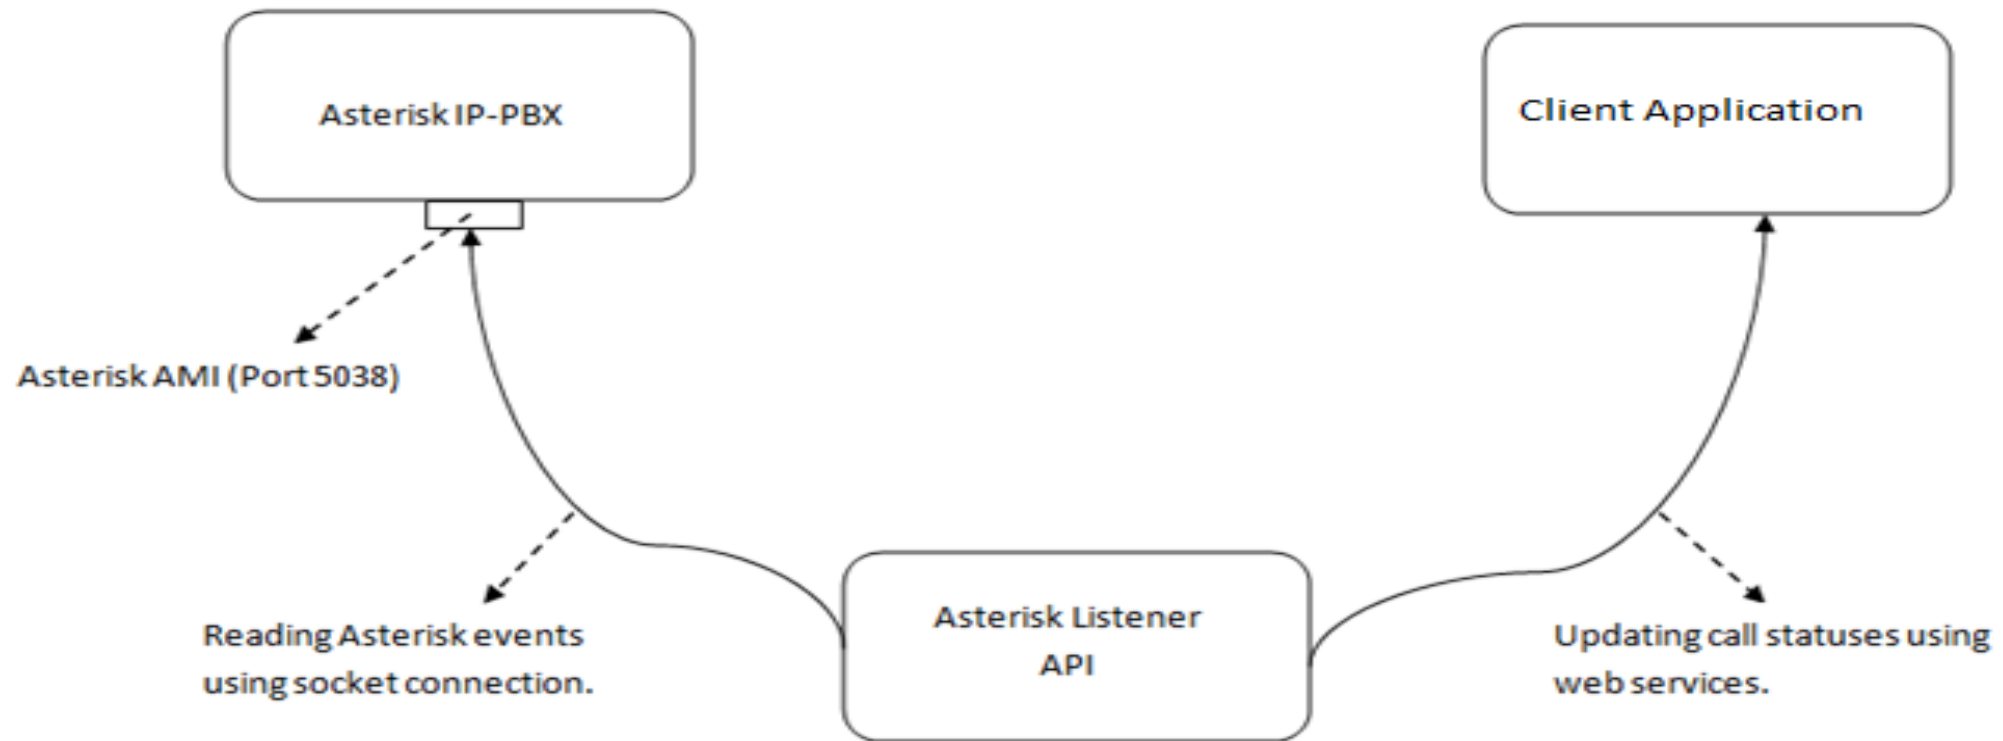 Asterisk IP-PBX
Client Application
Asterisk AMI (Port 5038)
Reading Asterisk events
using socket connection.
Asterisk Listener
API
Updating call statuses using
web services.